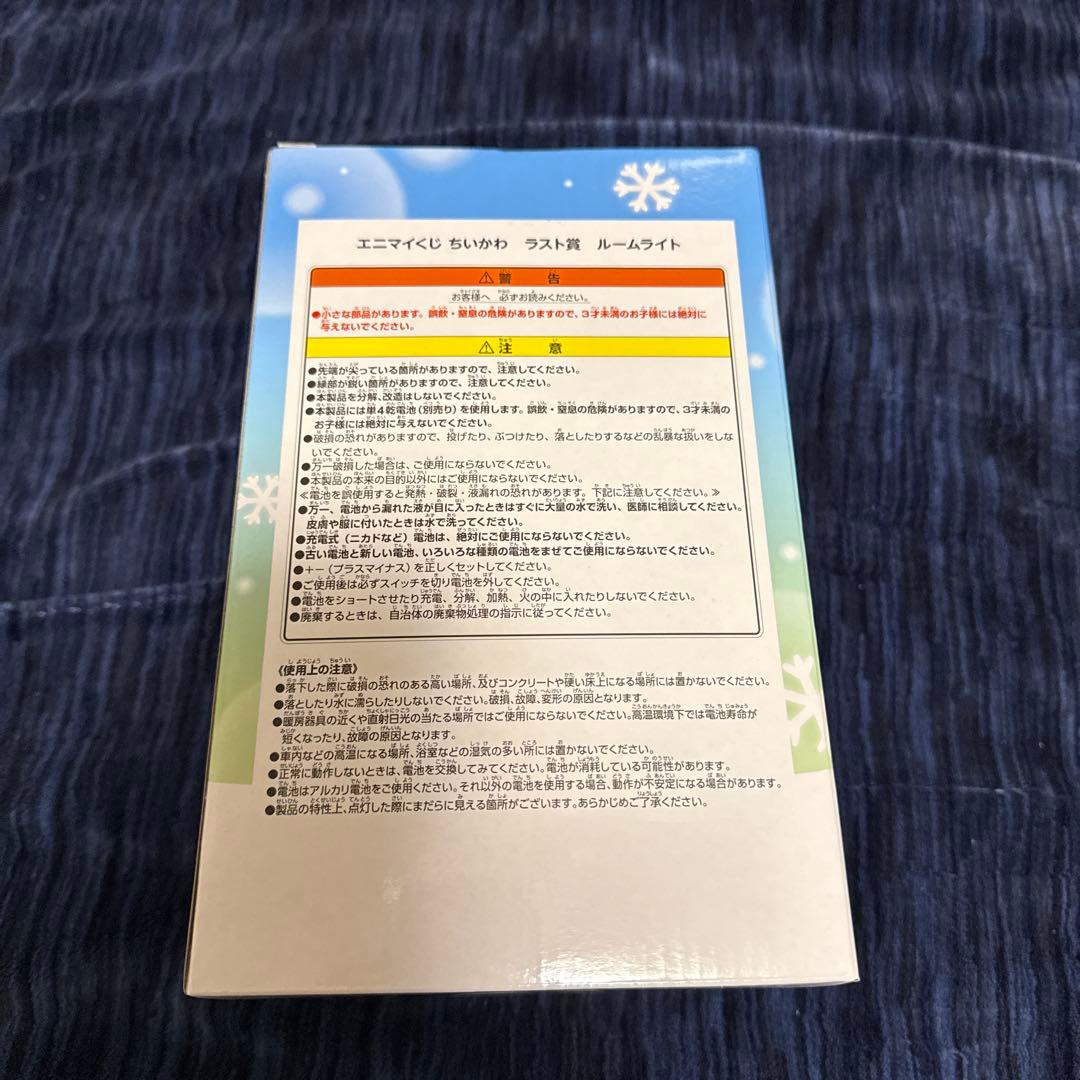 エニマイくじ ちいかわ　ラスト賞　ルームライト
⚠警　告
お客様へ 必ずお読みください。
●小さな部品があります。誤飲・窒息の危険がありますので、3才未満のお子様には絶対に
与えないでください。
⚠注　意
●先端が尖っている箇所がありますので、注意してください。
●縁部が鋭い箇所がありますので、注意してください。
●本製品を分解、改造はしないでください。
●本製品には単4乾電池(別売り)を使用します。誤飲・窒息の危険がありますので、3才未満の
お子様には絶対に与えないでください。
●破損の恐れがありますので、投げたり、ぶつけたり、落としたりするなどの乱暴な扱いをしな
いでください。
●万一破損した場合は、ご使用にならないでください。
●本製品の本来の目的以外にはご使用にならないでください。
≪電池を誤使用すると発熱・破裂・液漏れの恐れがあります。下記に注意してください。≫
●万一、電池から漏れた液が目に入ったときはすぐに大量の水で洗い、医師に相談してください。
皮膚や服に付いたときは水で洗ってください。
●充電式(ニカドなど)電池は、絶対にご使用にならないでください。
●古い電池と新しい電池、いろいろな種類の電池をまぜてご使用にならないでください。
●+−(プラスマイナス)を正しくセットしてください。
●ご使用後は必ずスイッチを切り電池を外してください。
●電池をショートさせたり充電、分解、加熱、火の中に入れたりしないでください。
●廃棄するときは、自治体の廃棄物処理の指示に従ってください。
《使用上の注意》
●落下した際に破損の恐れのある高い場所、及びコンクリートや硬い床上になる場所には置かないでください。
●落としたり水に濡らしたりしないでください。破損、故障、変形の原因となります。
●暖房器具の近くや直射日光の当たる場所ではご使用にならないでください。高温環境下では電池寿命が
短くなったり、故障の原因となります。
●車内などの高温になる場所、浴室などの湿気の多い所には置かないでください。
●正常に動作しないときは、電池を交換してみてください。電池が消耗している可能性があります。
●電池はアルカリ電池をご使用ください。それ以外の電池を使用する場合、動作が不安定になる場合があります。
●製品の特性上、点灯した際にまだらに見える箇所がございます。あらかじめご了承ください。